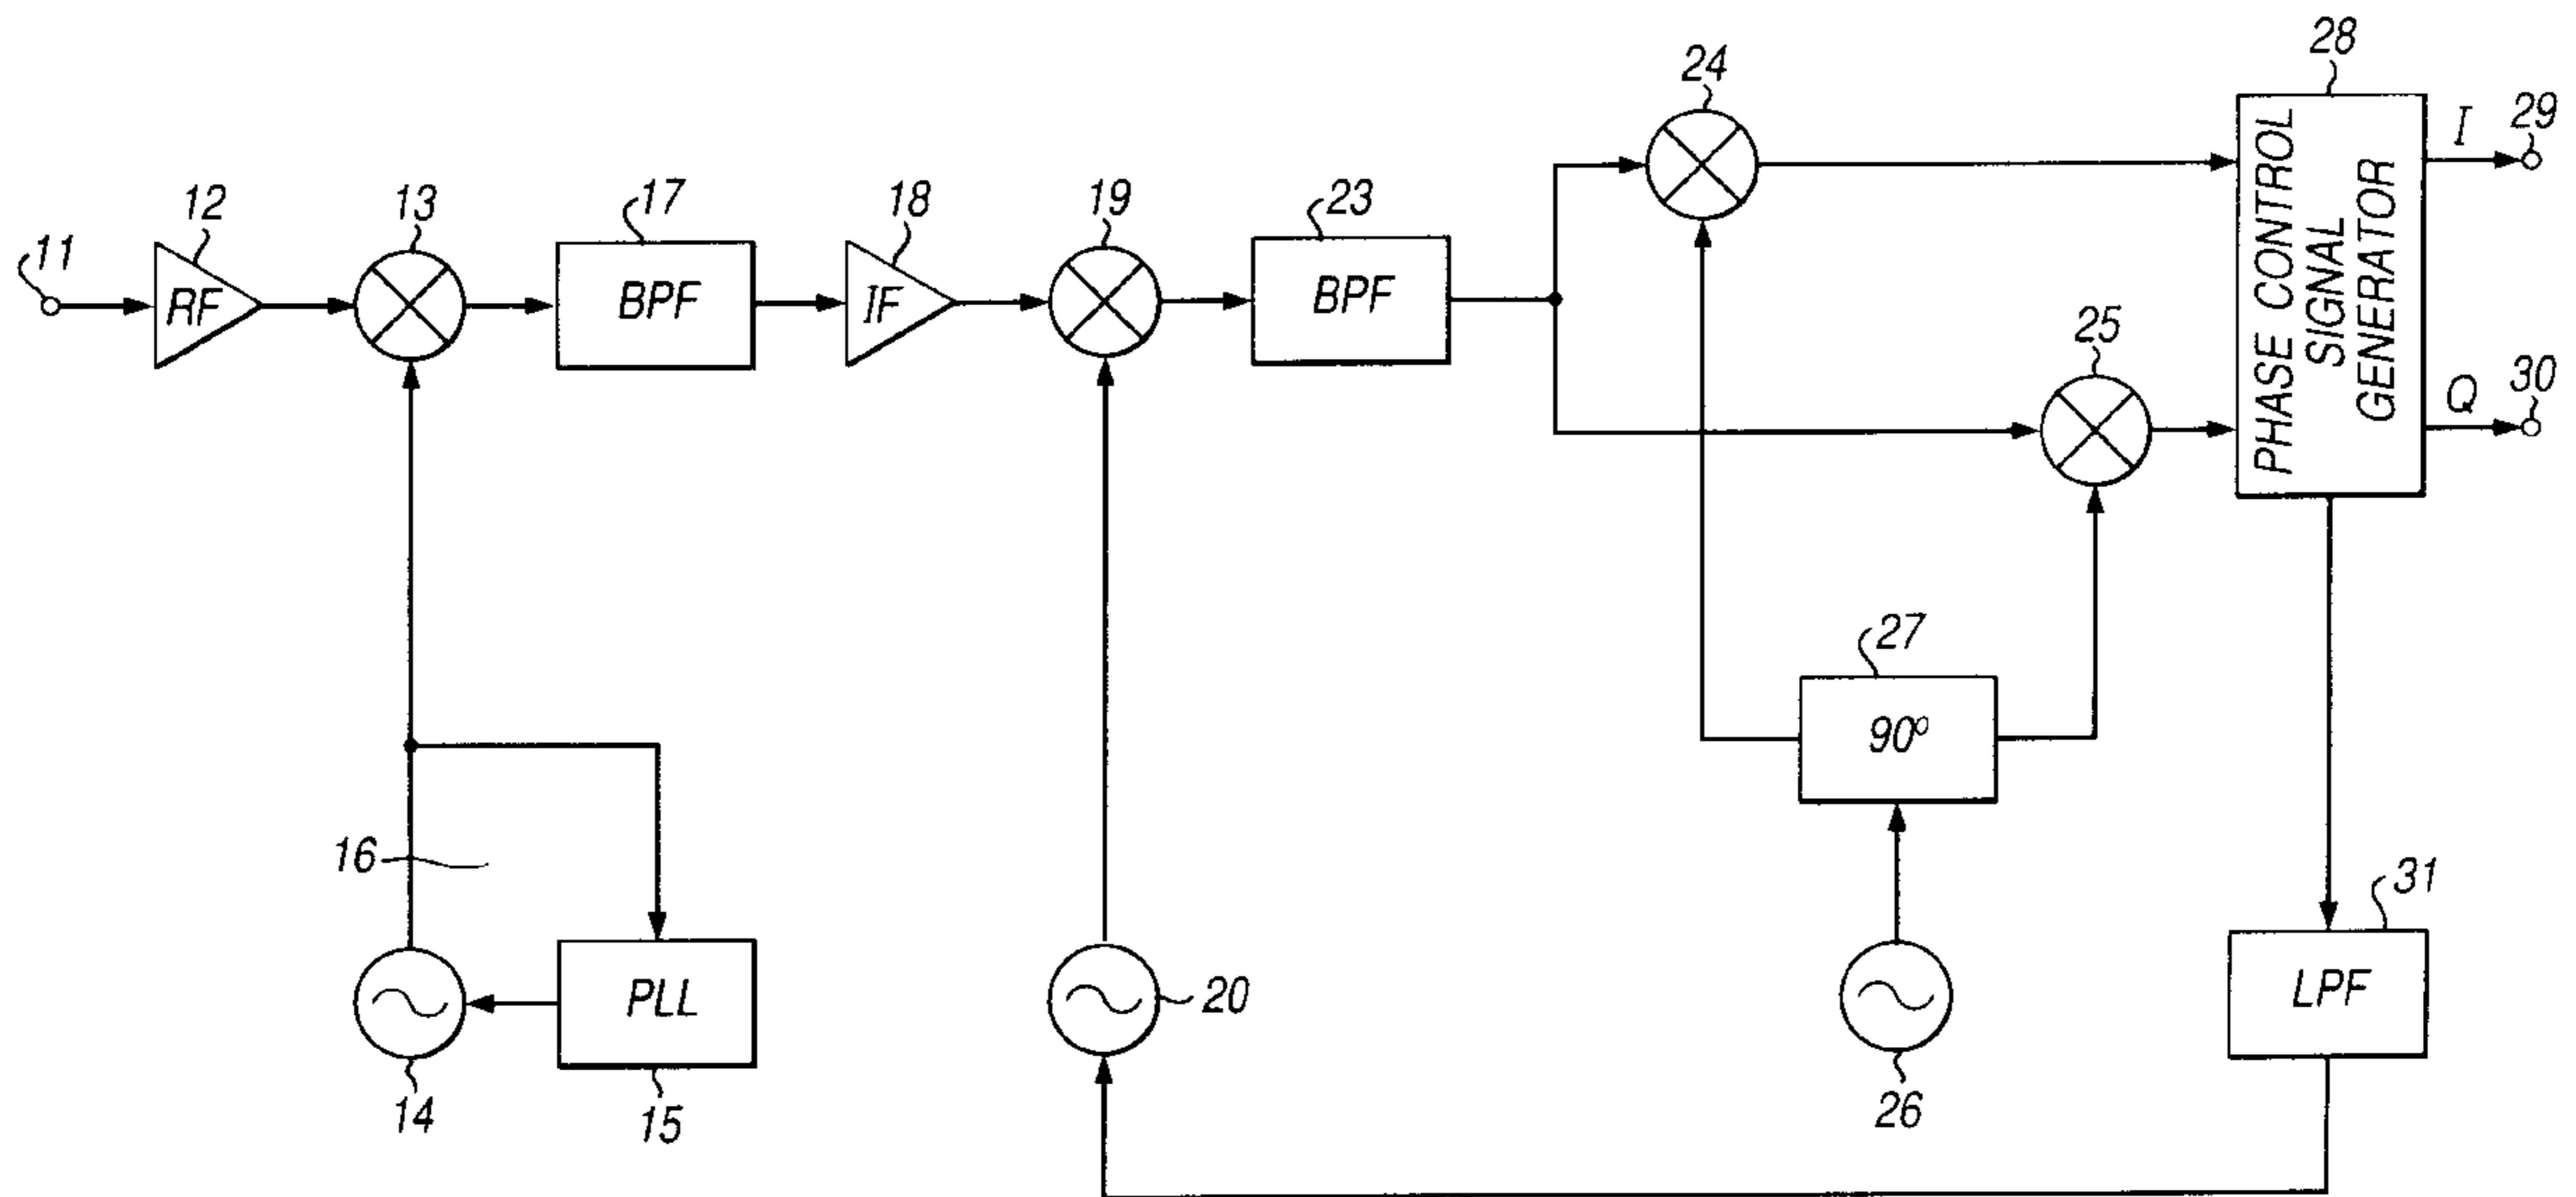 28
24
29
I
12
13
17
18
19
23
PHASE CONTROL
SIGNAL
GENERATOR
11
RF
BPF
IF
BPF
25
Q
30
27
90º
16
31
PLL
20
LPF
14
15
26